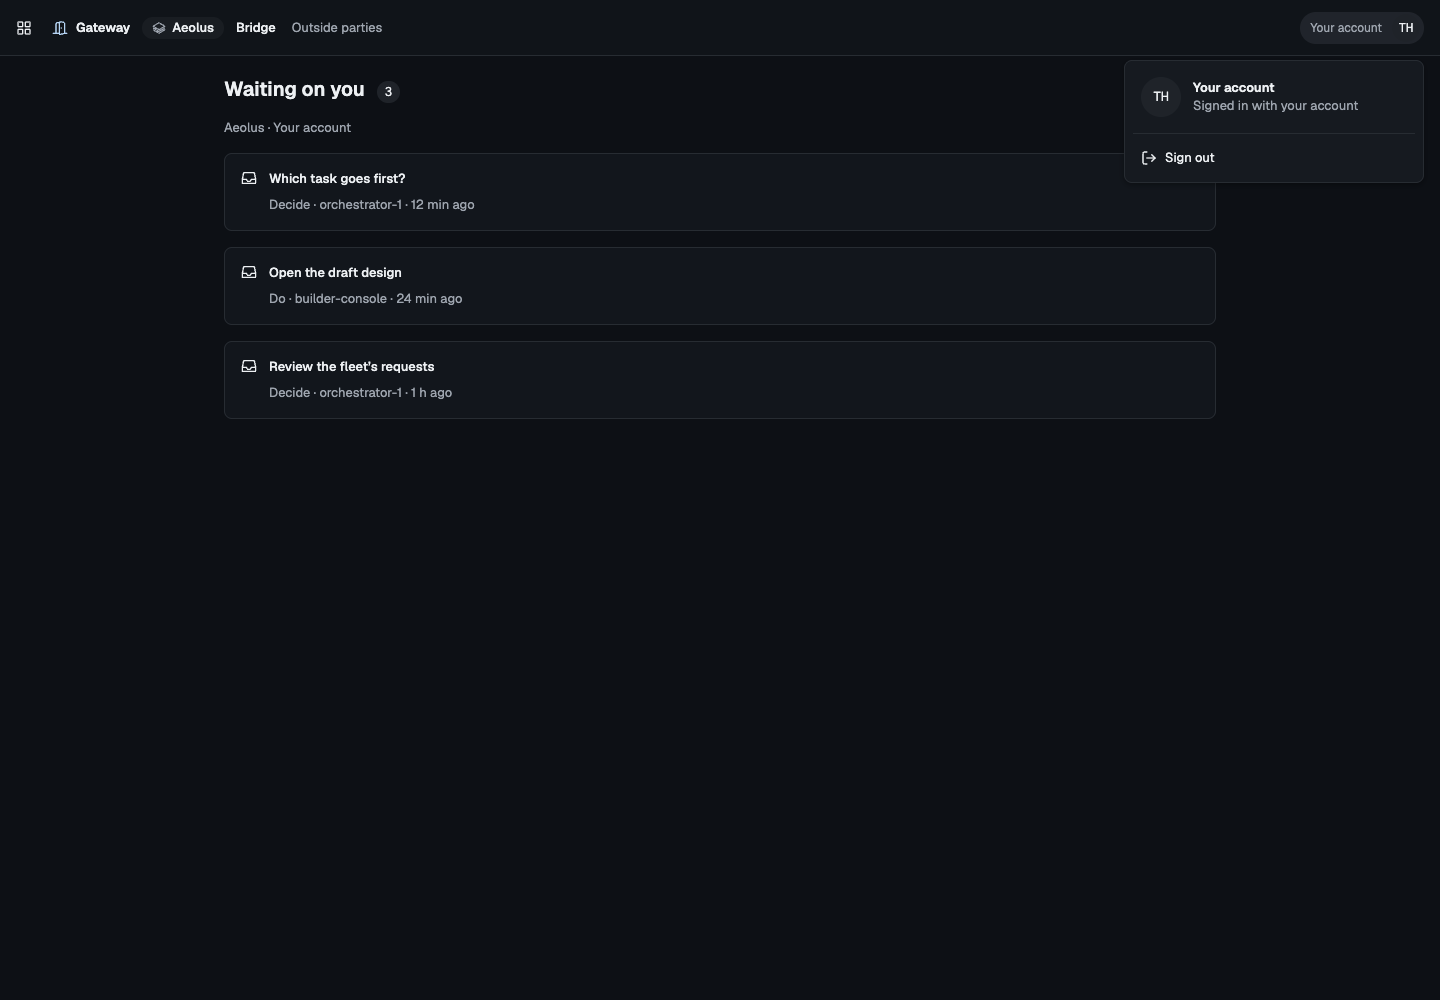 Gateway Aeolus Bridge Outside parties Your account TH
Waiting on you 3
Aeolus · Your account
TH Your account
Signed in with your account
Sign out
Which task goes first?
Decide · orchestrator-1 · 12 min ago
Open the draft design
Do · builder-console · 24 min ago
Review the fleet's requests
Decide · orchestrator-1 · 1 h ago